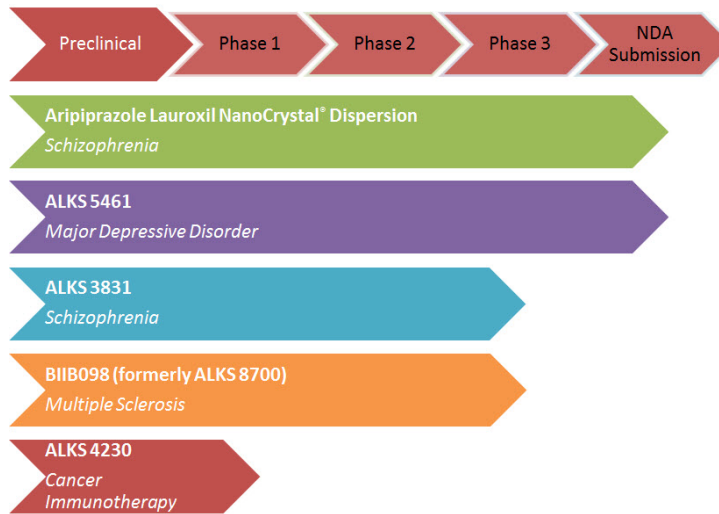 Preclinical
Phase 1
Phase 2
Phase 3
NDA
Submission
Aripiprazole Lauroxil NanoCrystal® Dispersion
Schizophrenia
ALKS 5461
Major Depressive Disorder
ALKS 3831
Schizophrenia
BIIB098 (formerly ALKS 8700)
Multiple Sclerosis
ALKS 4230
Cancer
Immunotherapy